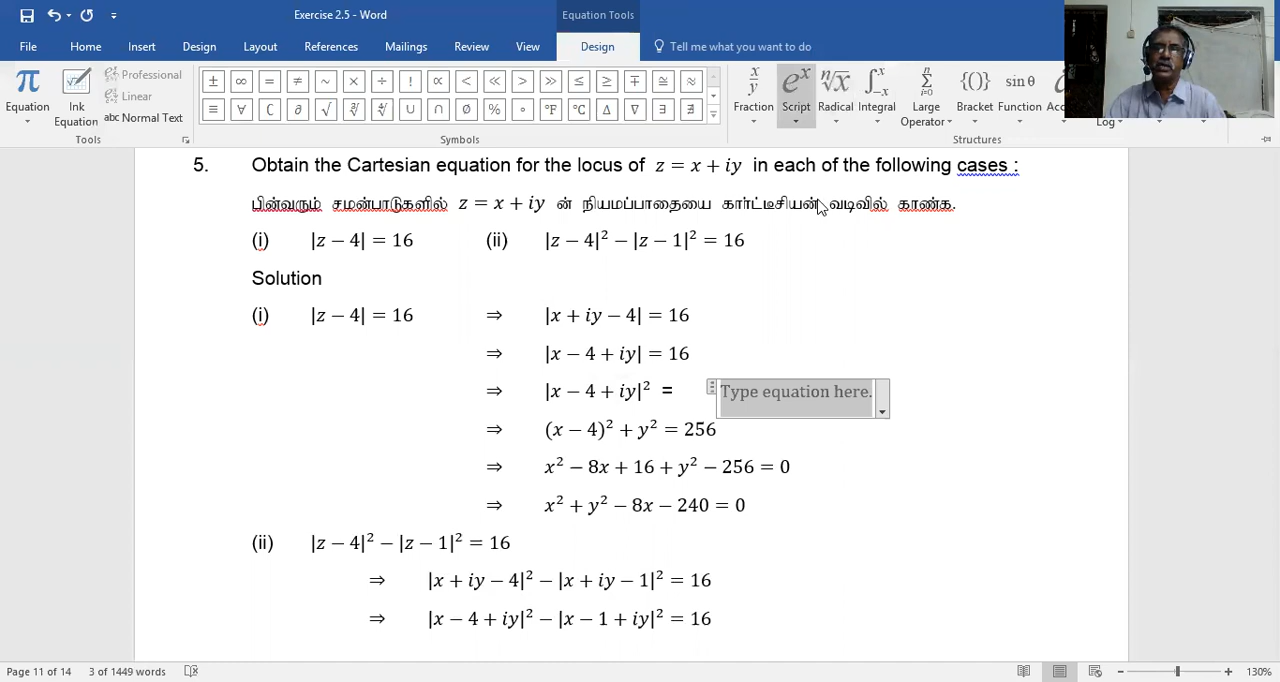 Exercise 2.5 - Word
Equation Tools
File Home Insert Design Layout References Mailings Review View Design Tell me what you want to do
π Equation
Ink Equation
Professional
Linear
abc Normal Text
± ∞ = ≠ ~ × ÷ ! ∝ < ≪ > ≫ ≤ ≥ ∓ ≅ ≈
≡ ∀ ∁ ∂ √ ∛ ∜ ∪ ∩ ∅ % ° °F °C ∆ ∇ ∃ ∄
x/y Fraction
eˣ Script
ⁿ√x Radical
Integral
Large Operator
{()} Bracket
sin θ Function
Log
Tools Symbols Structures
5. Obtain the Cartesian equation for the locus of z = x + iy in each of the following cases :
பின்வரும் சமன்பாடுகளில் z = x + iy ன் நியமப்பாதையை கார்ட்டீசியன் வடிவில் காண்க.
(i) |z − 4| = 16 (ii) |z − 4|² − |z − 1|² = 16
Solution
(i) |z − 4| = 16 ⇒ |x + iy − 4| = 16
⇒ |x − 4 + iy| = 16
⇒ |x − 4 + iy|² = Type equation here.
⇒ (x − 4)² + y² = 256
⇒ x² − 8x + 16 + y² − 256 = 0
⇒ x² + y² − 8x − 240 = 0
(ii) |z − 4|² − |z − 1|² = 16
⇒ |x + iy − 4|² − |x + iy − 1|² = 16
⇒ |x − 4 + iy|² − |x − 1 + iy|² = 16
Page 11 of 14 3 of 1449 words 130%